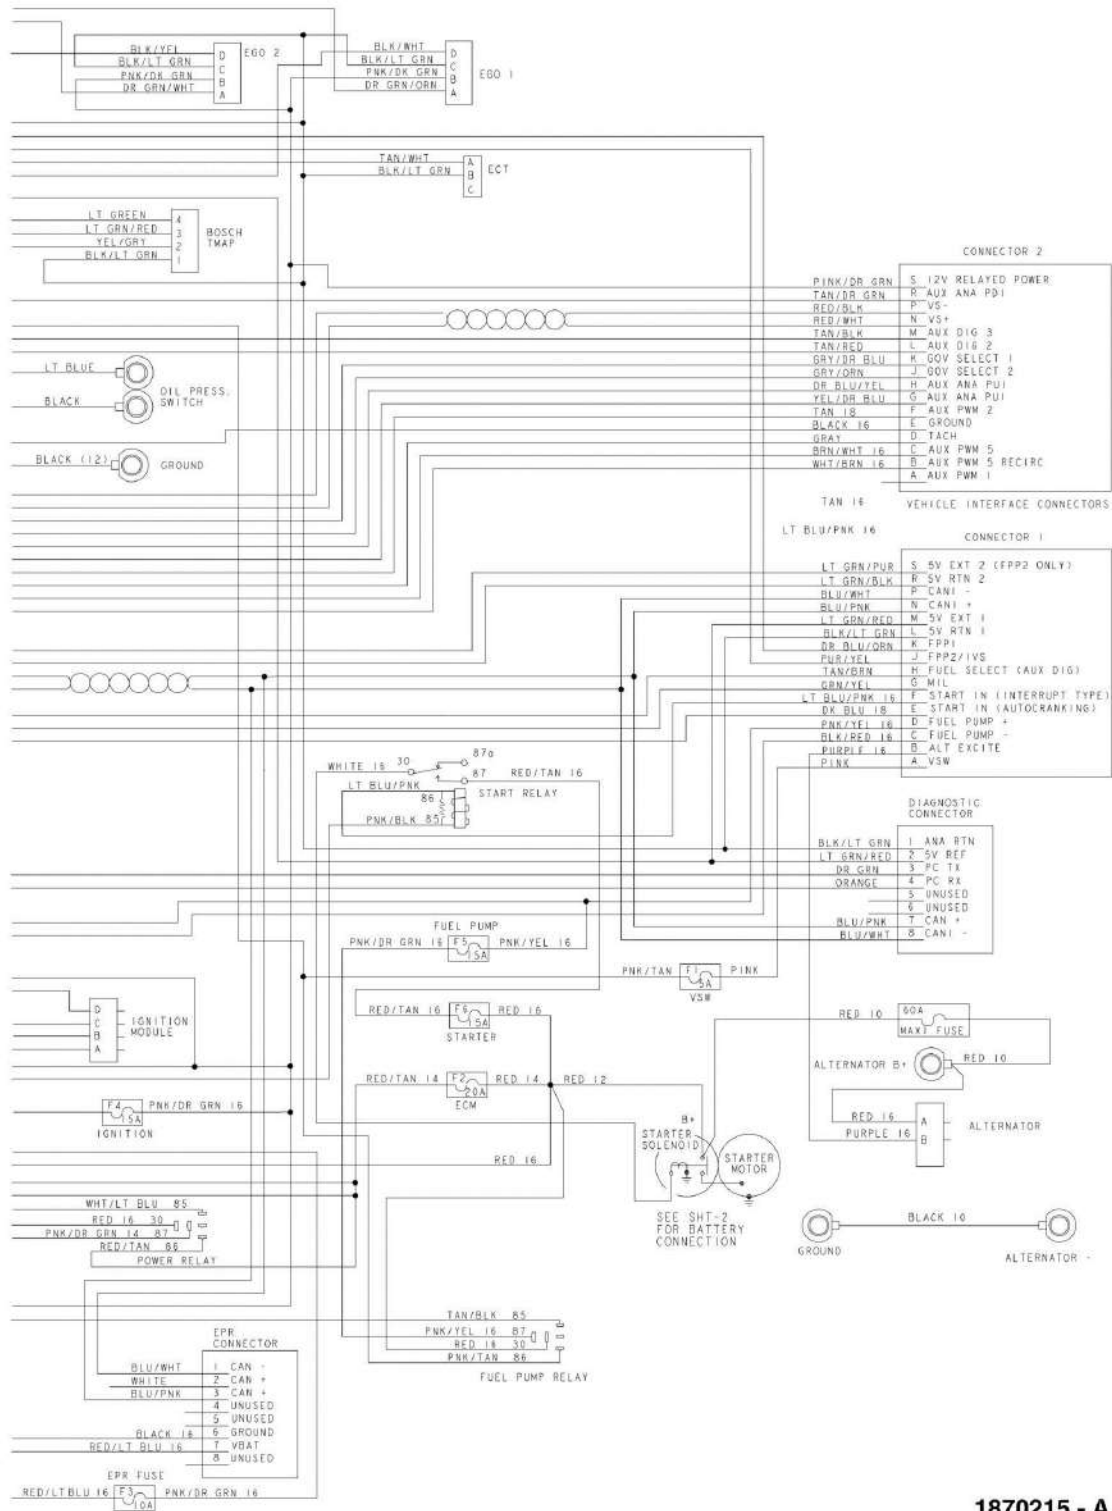 BLK/YEL D EGO 2
BLK/LT GRN C
PNK/DK GRN B
DR GRN/WHT A
BLK/WHT D
BLK/LT GRN C EGO 1
PNK/DK GRN B
DR GRN/ORN A
TAN/WHT A
BLK/LT GRN B ECT
C
LT GREEN 4
LT GRN/RED 3 BOSCH
YEL/GRY 2 TMAP
BLK/LT GRN 1
CONNECTOR 2
PINK/DR GRN S 12V RELAYED POWER
TAN/DR GRN R AUX ANA PD1
RED/BLK P VS-
RED/WHT N VS+
TAN/BLK M AUX DIG 3
TAN/RED L AUX DIG 2
GRY/DR BLU K GOV SELECT 1
GRY/ORN J GOV SELECT 2
DR BLU/YEL H AUX ANA PU1
YEL/DR BLU G AUX ANA PU1
TAN 18 F AUX PWM 2
BLACK 16 E GROUND
GRAY D TACH
BRN/WHT 16 C AUX PWM 5
WHT/BRN 16 B AUX PWM 5 RECIRC
A AUX PWM 1
TAN 16 VEHICLE INTERFACE CONNECTORS
LT BLU/PNK 16
LT BLUE
OIL PRESS.
SWITCH
BLACK
BLACK (12) GROUND
CONNECTOR 1
LT GRN/PUR S 5V EXT 2 (FPP2 ONLY)
LT GRN/BLK R 5V RTN 2
BLU/WHT P CAN1 -
BLU/PNK N CAN1 +
LT GRN/RED M 5V EXT 1
BLK/LT GRN L 5V RTN 1
DR BLU/ORN K FPP1
PUR/YEL J FPP2/IVS
TAN/BRN H FUEL SELECT (AUX DIG)
GRN/YEL G MIL
LT BLU/PNK 16 F START IN (INTERRUPT TYPE)
DK BLU 18 E START IN (AUTOCRANKING)
PNK/YEL 16 D FUEL PUMP +
BLK/RED 16 C FUEL PUMP -
PURPLE 16 B ALT EXCITE
PINK A VSW
WHITE 16 30 87a
87 RED/TAN 16
LT BLU/PNK START RELAY
86
PNK/BLK 85
DIAGNOSTIC
CONNECTOR
BLK/LT GRN 1 ANA RTN
LT GRN/RED 2 5V REF
DR GRN 3 PC TX
ORANGE 4 PC RX
5 UNUSED
6 UNUSED
BLU/PNK 7 CAN +
BLU/WHT 8 CAN1 -
FUEL PUMP
PNK/DR GRN 16 F5 15A PNK/YEL 16
PNK/TAN F1 5A PINK
VSW
RED/TAN 16 F6 15A RED 16
STARTER
RED 10 60A
MAXI FUSE
ALTERNATOR B+ RED 10
D
C IGNITION
B MODULE
A
RED/TAN 14 F2 20A RED 14 RED 12
ECM
F4 15A PNK/DR GRN 16
IGNITION
RED 16 A ALTERNATOR
PURPLE 16 B
B+
STARTER
SOLENOID
STARTER
MOTOR
RED 16
SEE SHT-2
FOR BATTERY
CONNECTION
WHT/LT BLU 85
RED 16 30
PNK/DR GRN 14 87
RED/TAN 86
POWER RELAY
BLACK 10
GROUND ALTERNATOR -
TAN/BLK 85
PNK/YEL 16 87
RED 16 30
PNK/TAN 86
FUEL PUMP RELAY
EPR
CONNECTOR
BLU/WHT 1 CAN -
WHITE 2 CAN +
BLU/PNK 3 CAN +
4 UNUSED
5 UNUSED
BLACK 16 6 GROUND
RED/LT BLU 16 7 VBAT
8 UNUSED
EPR FUSE
RED/LTBLU 16 F3 10A PNK/DR GRN 16
1870215 - A